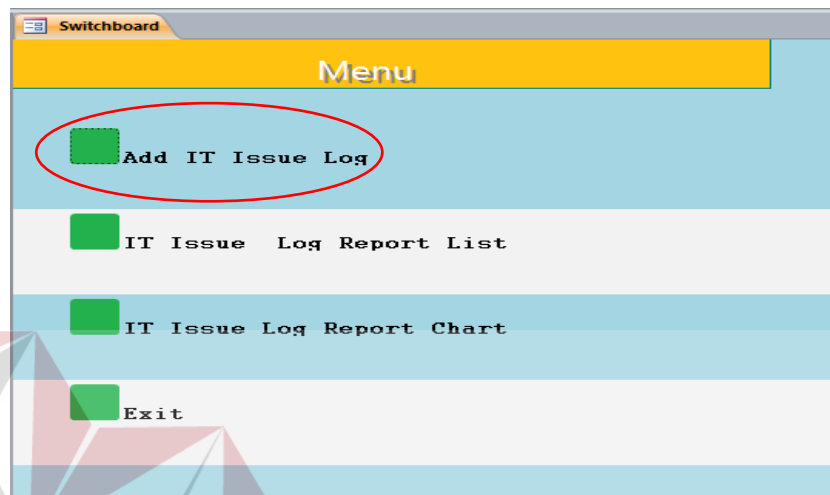 Switchboard
Menu
Add IT Issue Log
IT Issue  Log Report List
IT Issue Log Report Chart
Exit